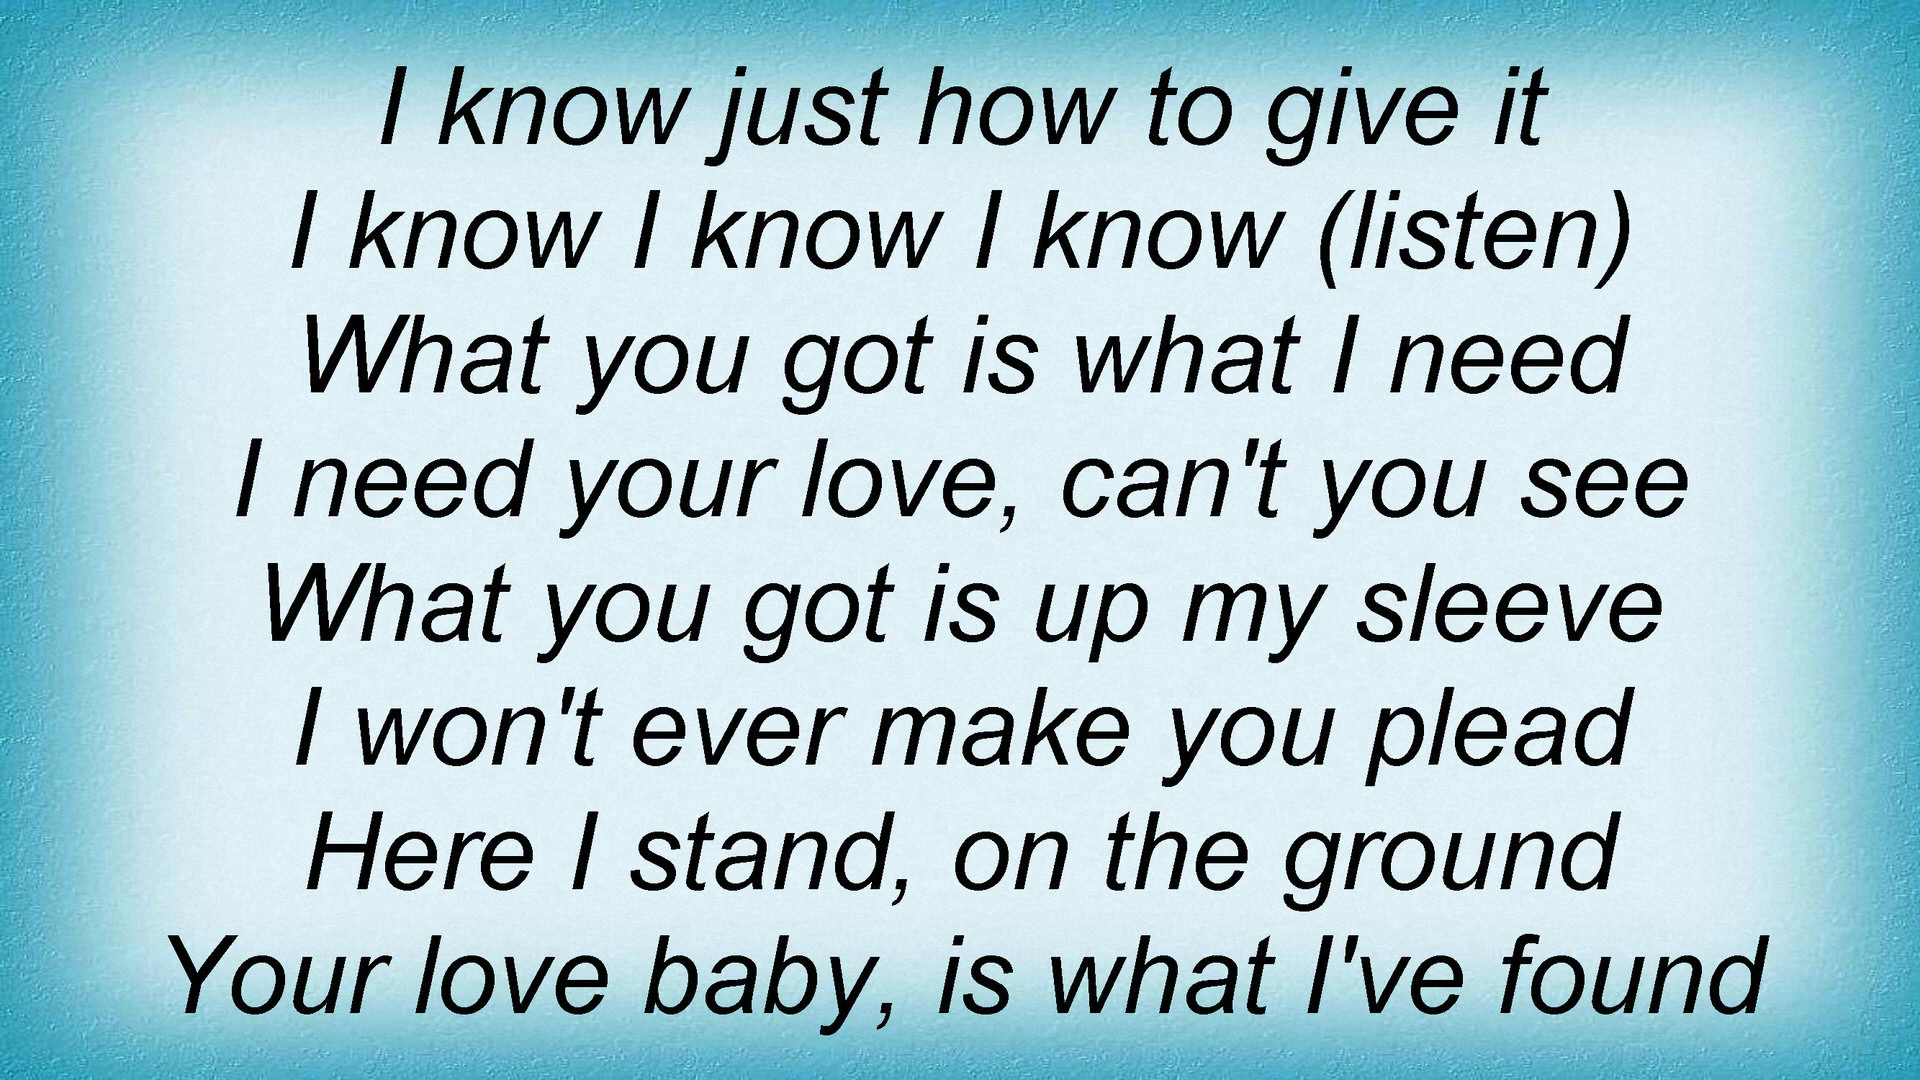 I know just how to give it
I know I know I know (listen)
What you got is what I need
I need your love, can't you see
What you got is up my sleeve
I won't ever make you plead
Here I stand, on the ground
Your love baby, is what I've found